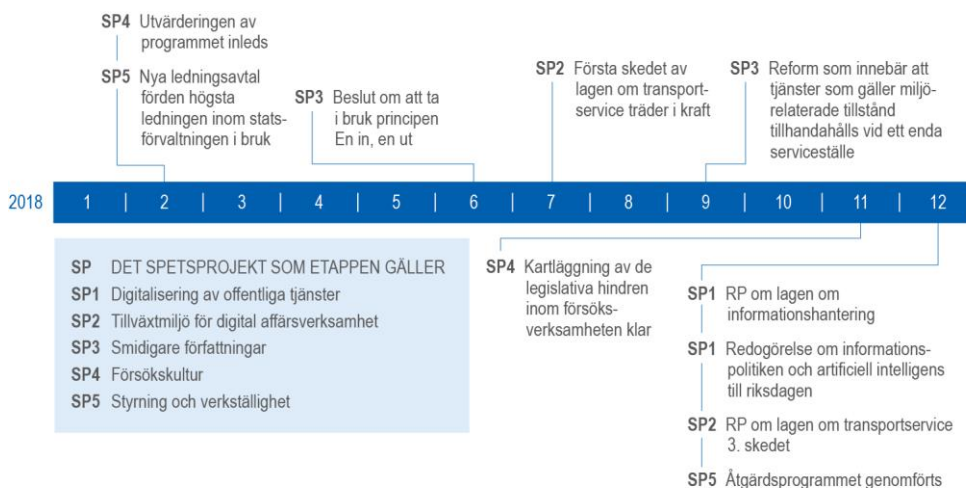 SP4 Utvärderingen av
programmet inleds
SP5 Nya ledningsavtal
förden högsta
ledningen inom stats-
förvaltningen i bruk
SP3 Beslut om att ta
i bruk principen
En in, en ut
SP2 Första skedet av
lagen om transport-
service träder i kraft
SP3 Reform som innebär att
tjänster som gäller miljö-
relaterade tillstånd
tillhandahålls vid ett enda
serviceställe
2018 1 | 2 | 3 | 4 | 5 | 6 | 7 | 8 | 9 | 10 | 11 | 12
SP DET SPETSPROJEKT SOM ETAPPEN GÄLLER
SP1 Digitalisering av offentliga tjänster
SP2 Tillväxtmiljö för digital affärsverksamhet
SP3 Smidigare författningar
SP4 Försökskultur
SP5 Styrning och verkställighet
SP4 Kartläggning av de
legislativa hindren
inom försöks-
verksamheten klar
SP1 RP om lagen om
informationshantering
SP1 Redogörelse om informations-
politiken och artificiell intelligens
till riksdagen
SP2 RP om lagen om transportservice
3. skedet
SP5 Åtgärdsprogrammet genomförts